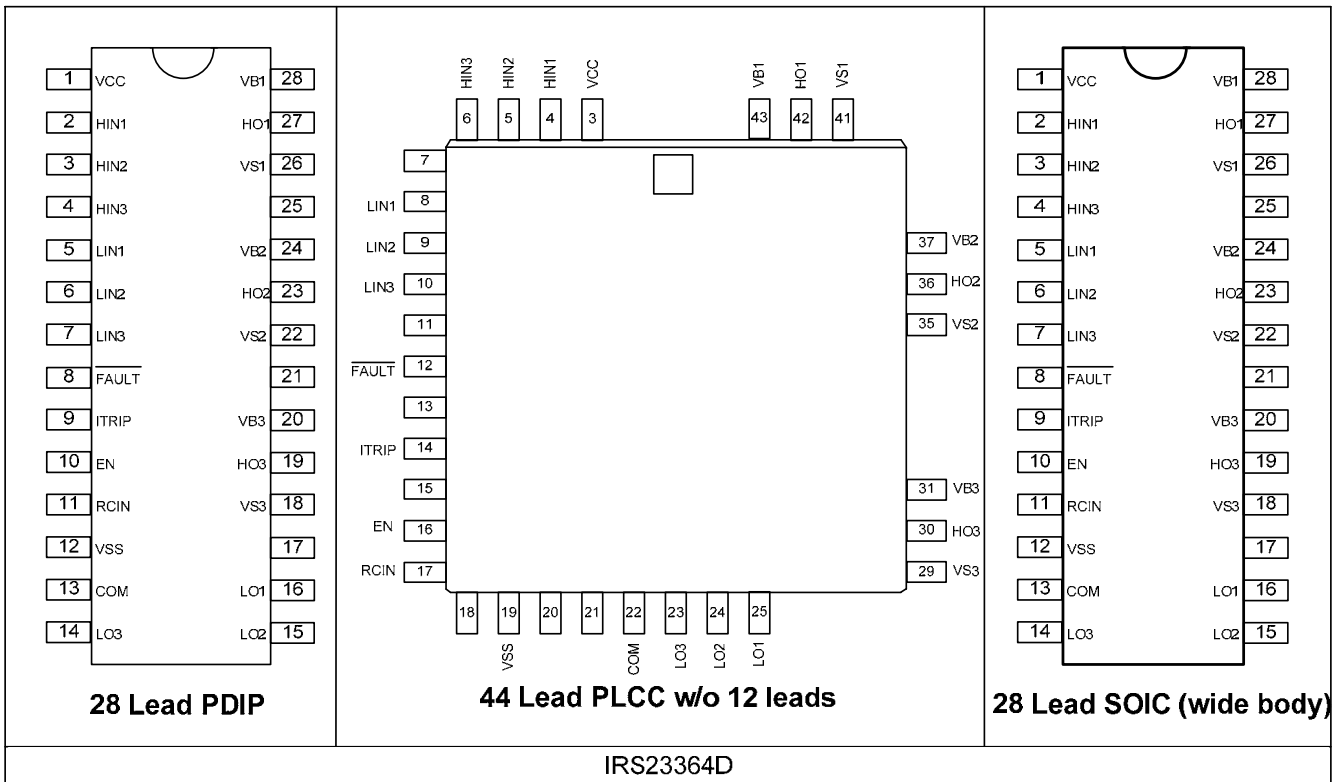 1 VCC VB1 28
2 HIN1 HO1 27
3 HIN2 VS1 26
4 HIN3 25
5 LIN1 VB2 24
6 LIN2 HO2 23
7 LIN3 VS2 22
8 FAULT 21
9 ITRIP VB3 20
10 EN HO3 19
11 RCIN VS3 18
12 VSS 17
13 COM LO1 16
14 LO3 LO2 15
28 Lead PDIP
HIN3 HIN2 HIN1 VCC VB1 HO1 VS1
6 5 4 3 43 42 41
7
LIN1 8
LIN2 9 37 VB2
LIN3 10 36 HO2
11 35 VS2
FAULT 12
13
ITRIP 14
15 31 VB3
EN 16 30 HO3
RCIN 17 29 VS3
18 19 20 21 22 23 24 25
VSS COM LO3 LO2 LO1
44 Lead PLCC w/o 12 leads
1 VCC VB1 28
2 HIN1 HO1 27
3 HIN2 VS1 26
4 HIN3 25
5 LIN1 VB2 24
6 LIN2 HO2 23
7 LIN3 VS2 22
8 FAULT 21
9 ITRIP VB3 20
10 EN HO3 19
11 RCIN VS3 18
12 VSS 17
13 COM LO1 16
14 LO3 LO2 15
28 Lead SOIC (wide body)
IRS23364D